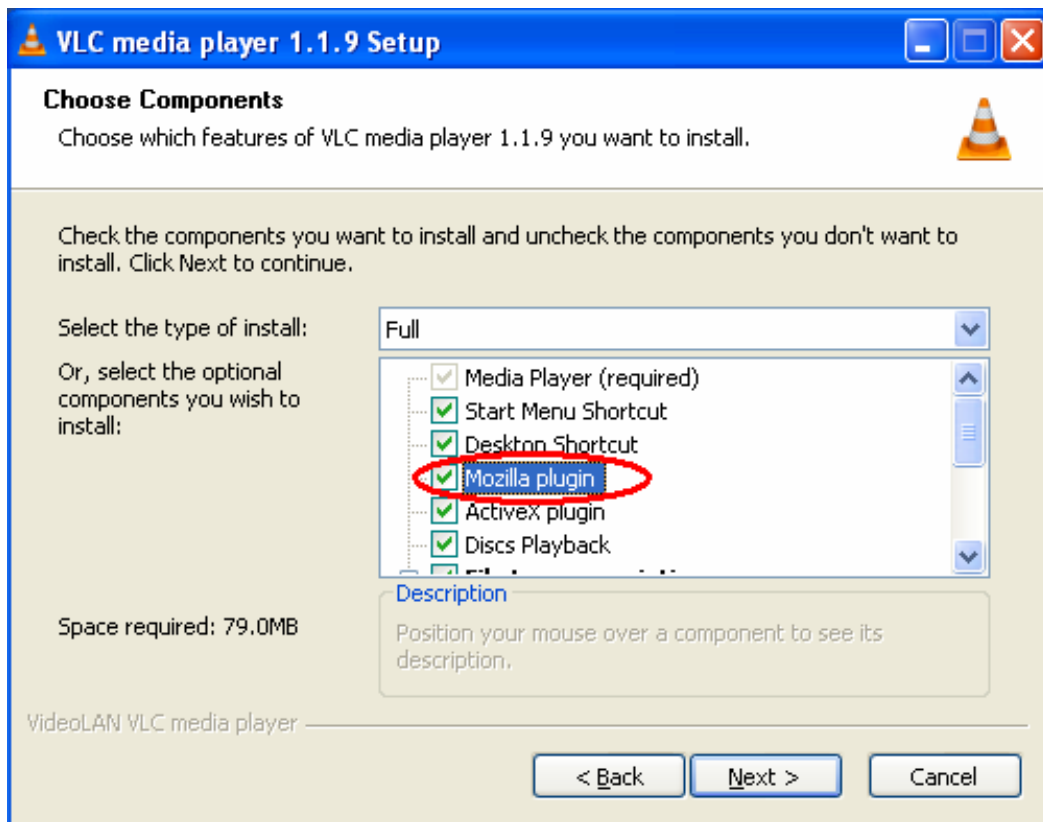 VLC media player 1.1.9 Setup
Choose Components
Choose which features of VLC media player 1.1.9 you want to install.
Check the components you want to install and uncheck the components you don't want to
install. Click Next to continue.
Select the type of install:
Full
Or, select the optional
components you wish to
install:
Media Player (required)
Start Menu Shortcut
Desktop Shortcut
Mozilla plugin
ActiveX plugin
Discs Playback
Space required: 79.0MB
Description
Position your mouse over a component to see its
description.
VideoLAN VLC media player
< Back
Next >
Cancel